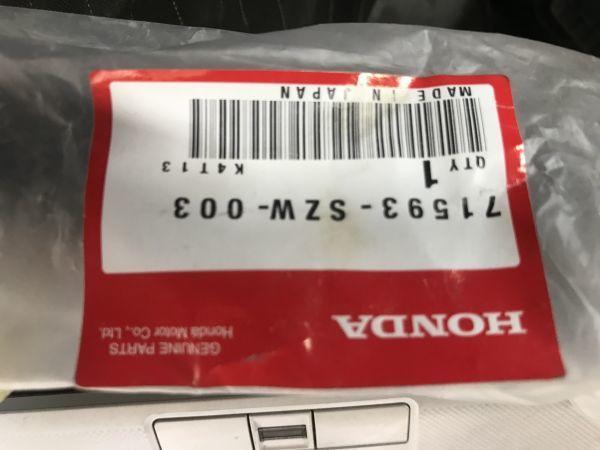 HONDA
GENUINE PARTS
Honda Motor Co., Ltd.
71593-SZW-003
QTY
1
K4T13
MADE IN JAPAN